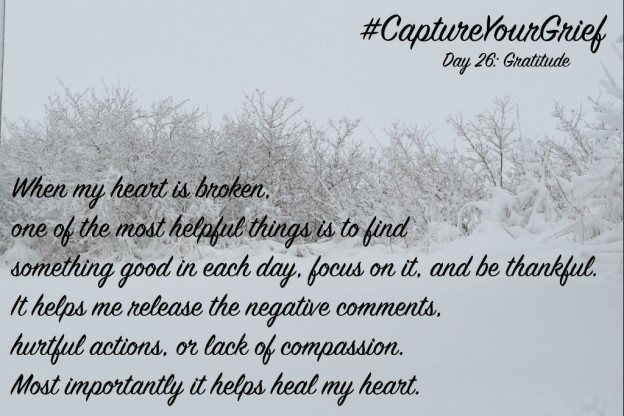 #CaptureYourGrief
Day 26: Gratitude
When my heart is broken,
one of the most helpful things is to find
something good in each day, focus on it, and be thankful.
It helps me release the negative comments,
hurtful actions, or lack of compassion.
Most importantly it helps heal my heart.